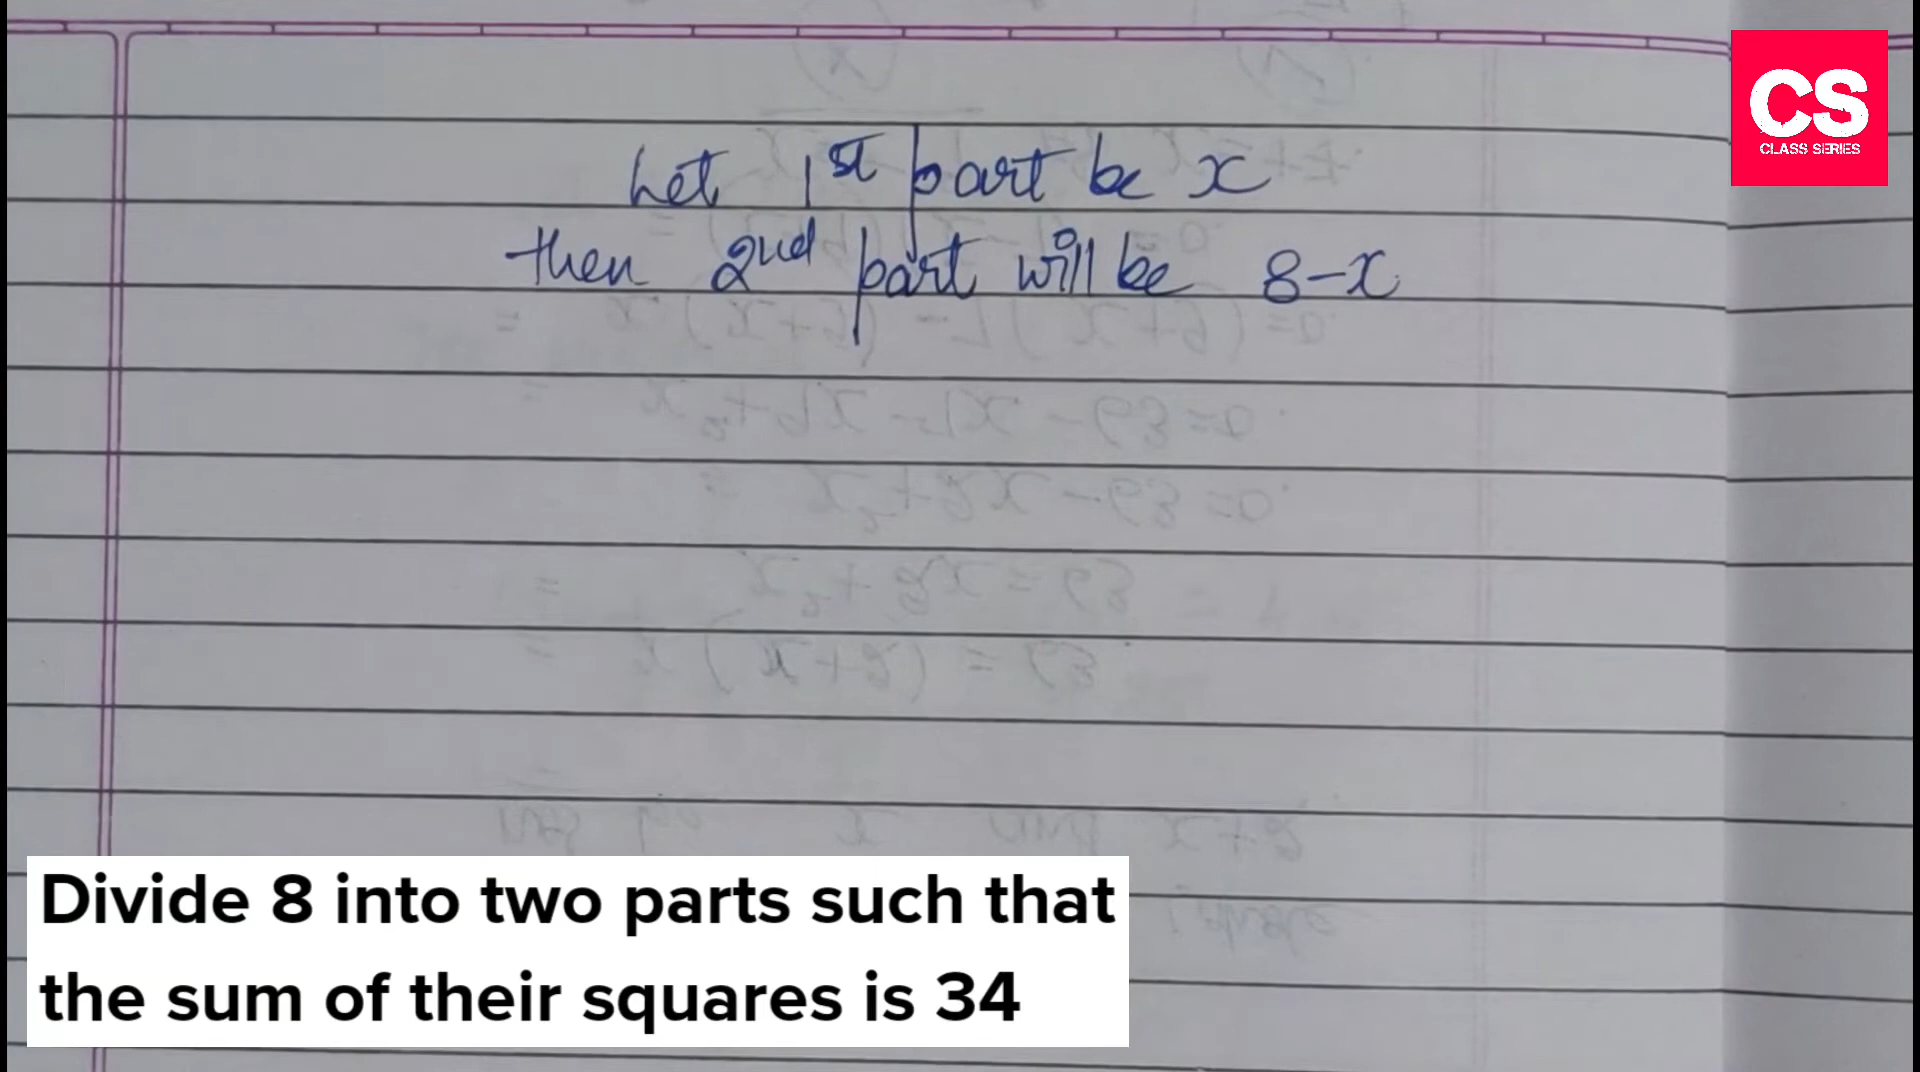 CS
CLASS SERIES
Let 1st part be x
then 2nd part will be 8-x
Divide 8 into two parts such that
the sum of their squares is 34